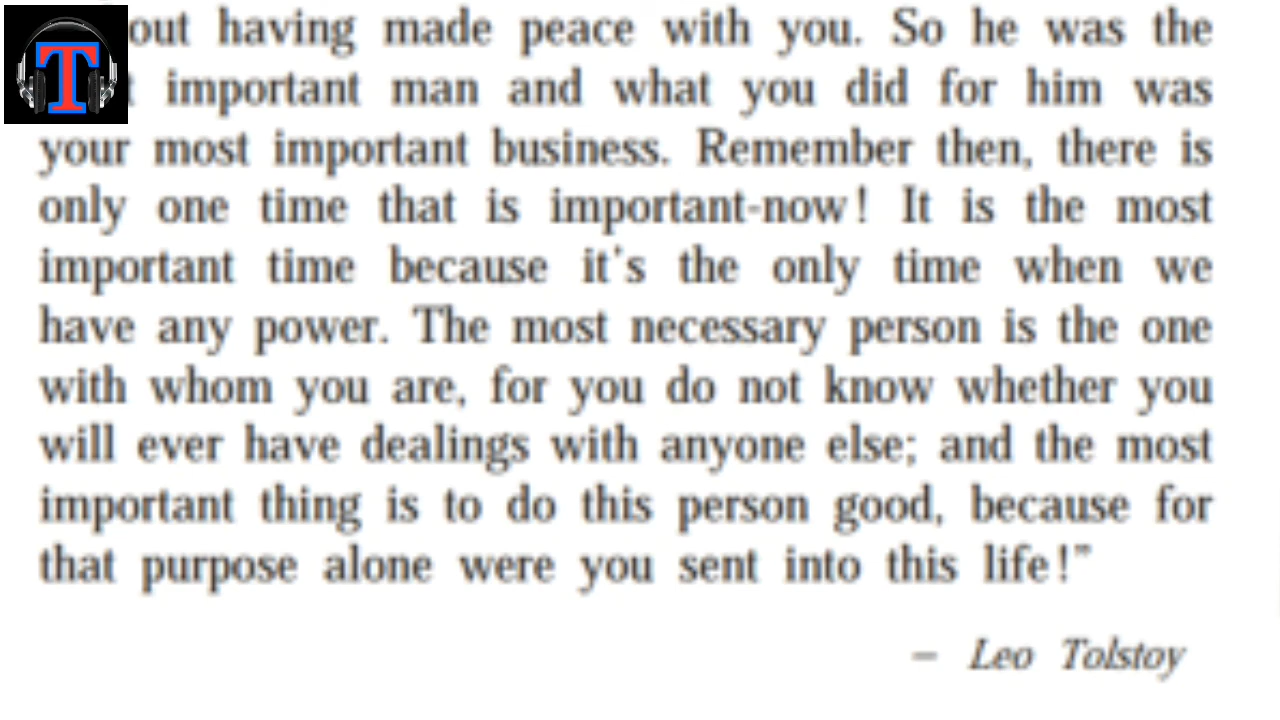 T
out having made peace with you. So he was the
t important man and what you did for him was
your most important business. Remember then, there is
only one time that is important-now! It is the most
important time because it's the only time when we
have any power. The most necessary person is the one
with whom you are, for you do not know whether you
will ever have dealings with anyone else; and the most
important thing is to do this person good, because for
that purpose alone were you sent into this life!”
– Leo Tolstoy